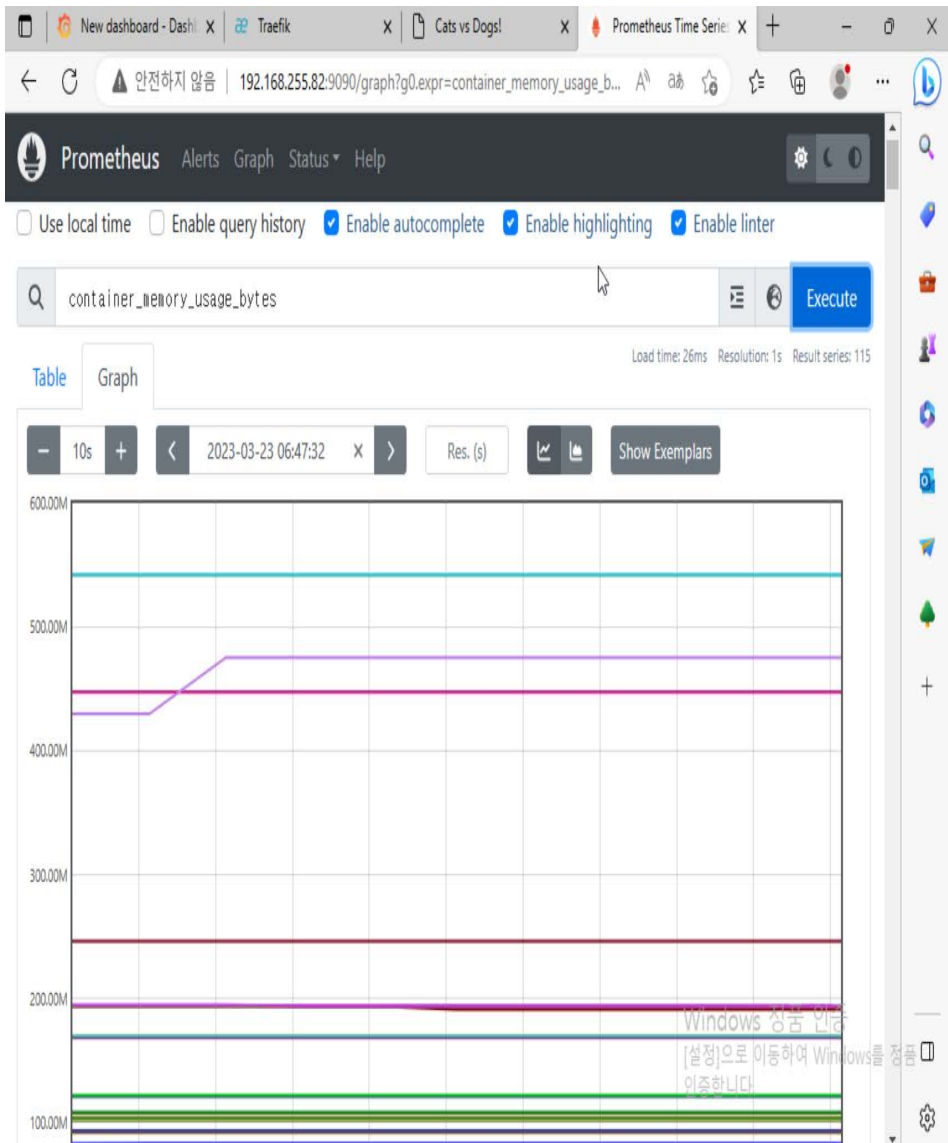 New dashboard - Dash
Traefik
Cats vs Dogs!
Prometheus Time Serie
안전하지 않음 | 192.168.255.82:9090/graph?g0.expr=container_memory_usage_b...
Prometheus Alerts Graph Status Help
Use local time Enable query history Enable autocomplete Enable highlighting Enable linter
container_memory_usage_bytes
Execute
Load time: 26ms Resolution: 1s Result series: 115
Table Graph
− 10s + 2023-03-23 06:47:32 × Res. (s) Show Exemplars
600.00M
500.00M
400.00M
300.00M
200.00M
100.00M
Windows 정품 인증
[설정]으로 이동하여 Windows를 정품
인증합니다.